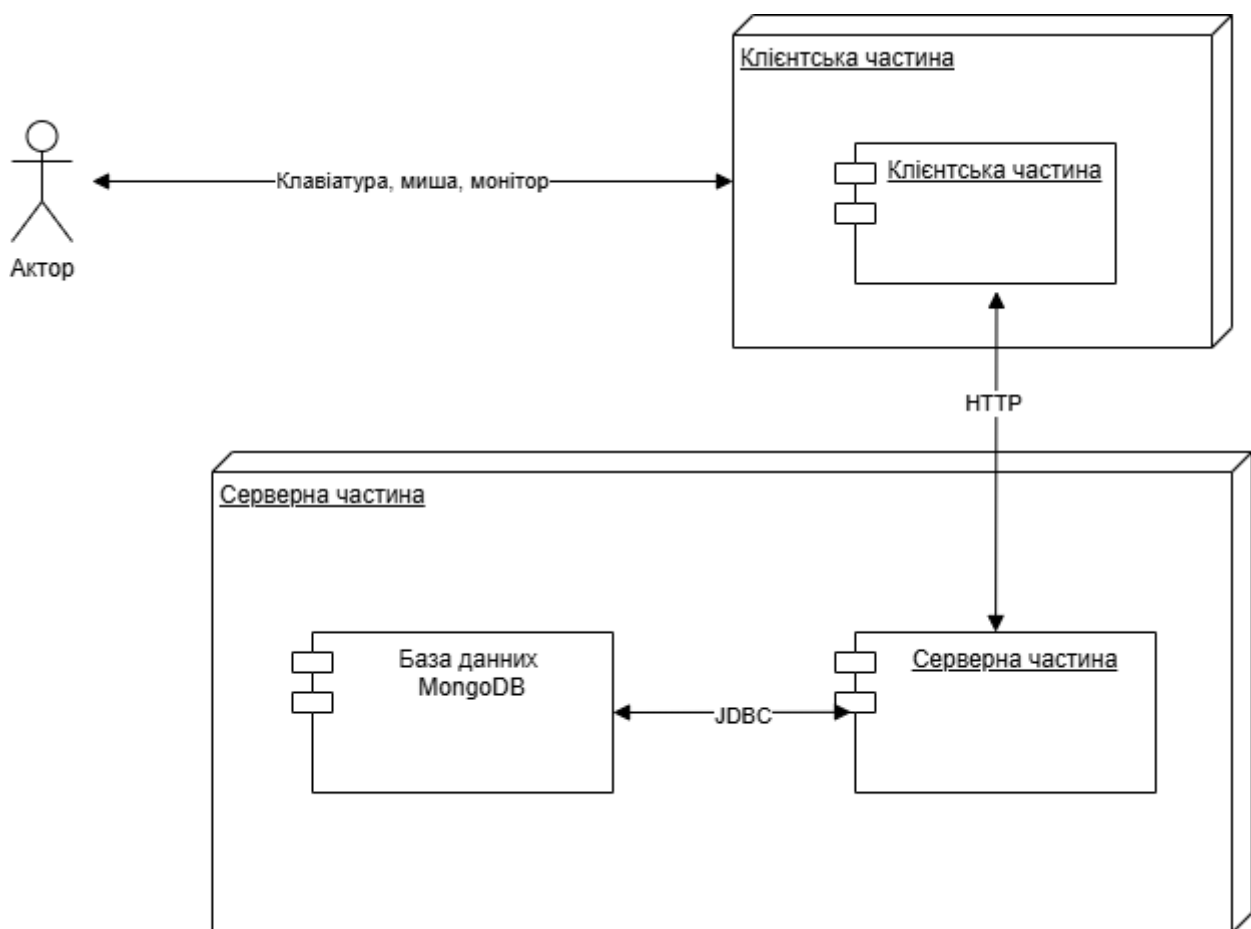 Клієнтська частина
Клієнтська частина
Клавіатура, миша, монітор
Актор
HTTP
Серверна частина
База данних
MongoDB
Серверна частина
JDBC